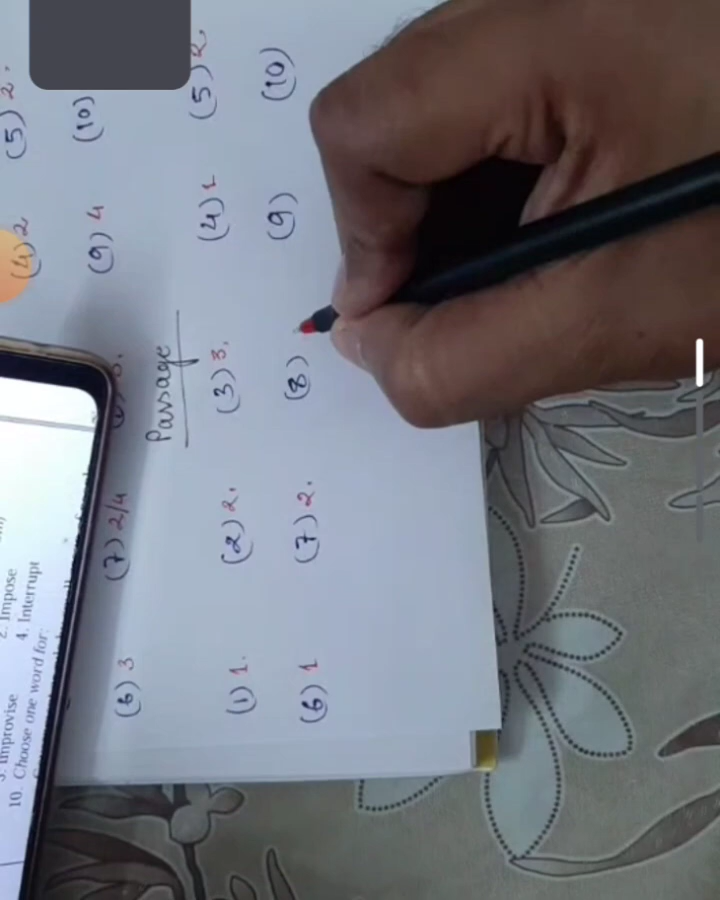 (4) 2 (5) 2.
(6) 3 (7) 2/4 (9) 4 (10)
Passage
(1) 1. (2) 2. (3) 3. (4) 1 (5) 2
(6) 1 (7) 2. (8) (9) (10)
3. Improvise 2. Impose
4. Interrupt
10. Choose one word for: